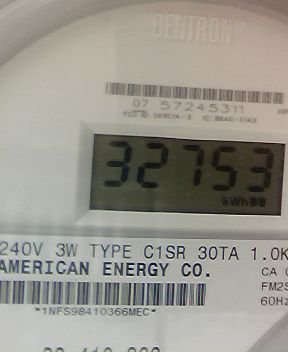 CENTRON
07 57245311
32753
kWh
240V 3W TYPE C1SR 30TA 1.0K
AMERICAN ENERGY CO.
CA
FM2S
60Hz
*1NFS98410366MEC*